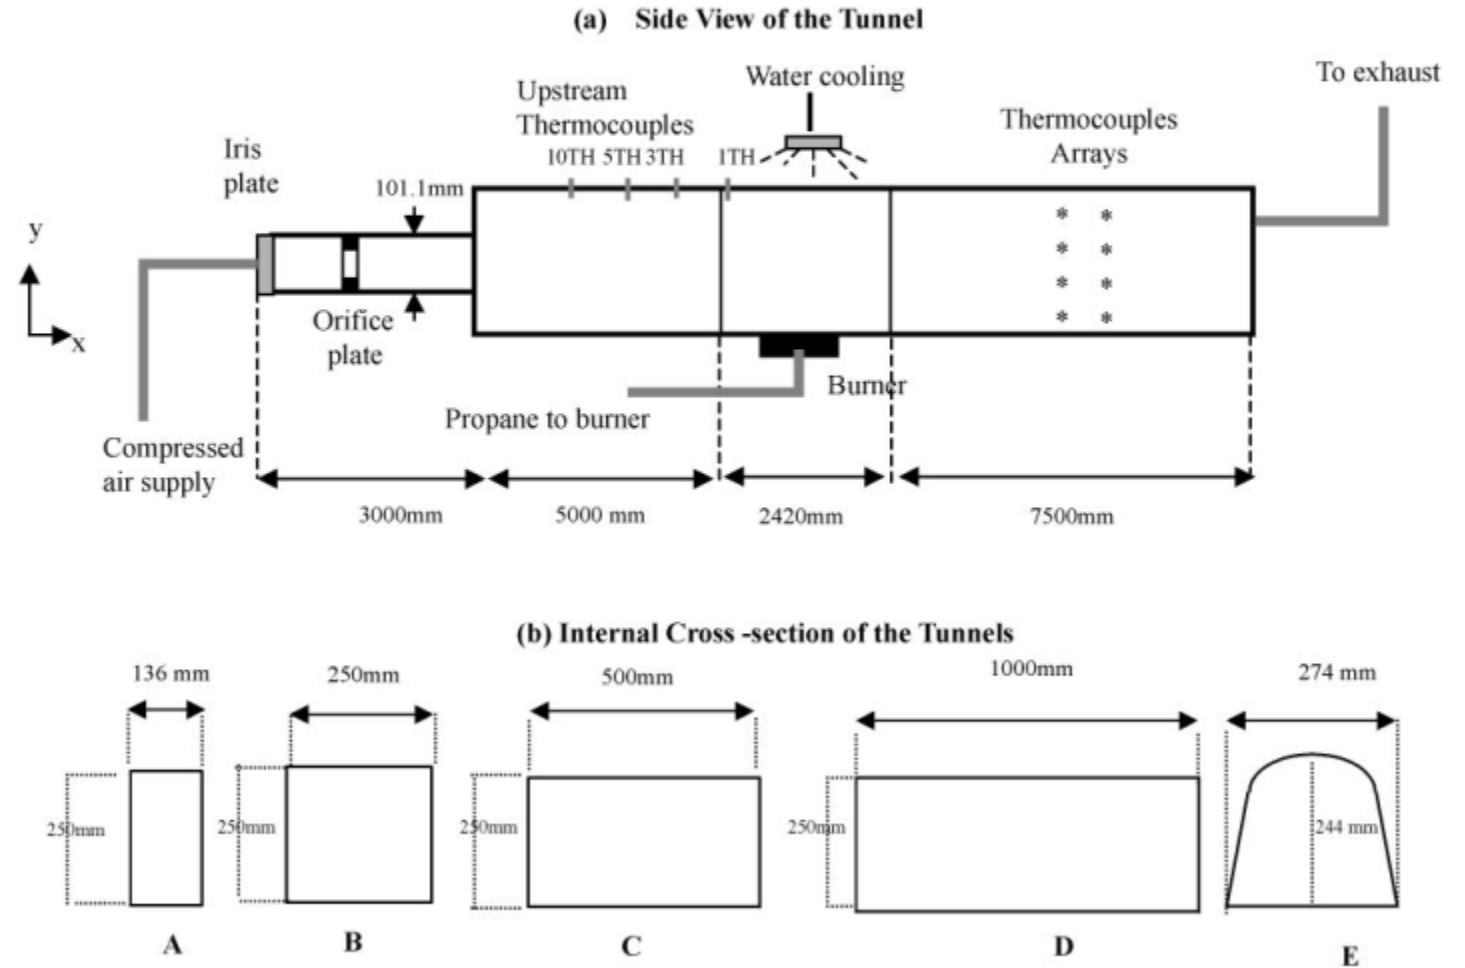 (a) Side View of the Tunnel
Water cooling
To exhaust
Upstream
Thermocouples
Thermocouples
Arrays
Iris
plate
10TH 5TH 3TH 1TH
101.1mm
y
x
Orifice
plate
Burner
Propane to burner
Compressed
air supply
3000mm 5000 mm 2420mm 7500mm
(b) Internal Cross -section of the Tunnels
136 mm 250mm 500mm 1000mm 274 mm
250mm 250mm 250mm 250mm 244 mm
A B C D E